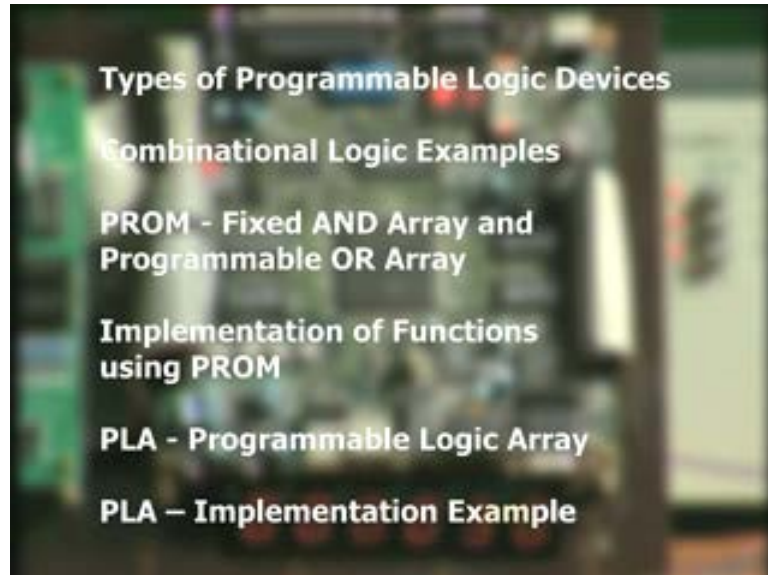 Types of Programmable Logic Devices
Combinational Logic Examples
PROM - Fixed AND Array and
Programmable OR Array
Implementation of Functions
using PROM
PLA - Programmable Logic Array
PLA – Implementation Example